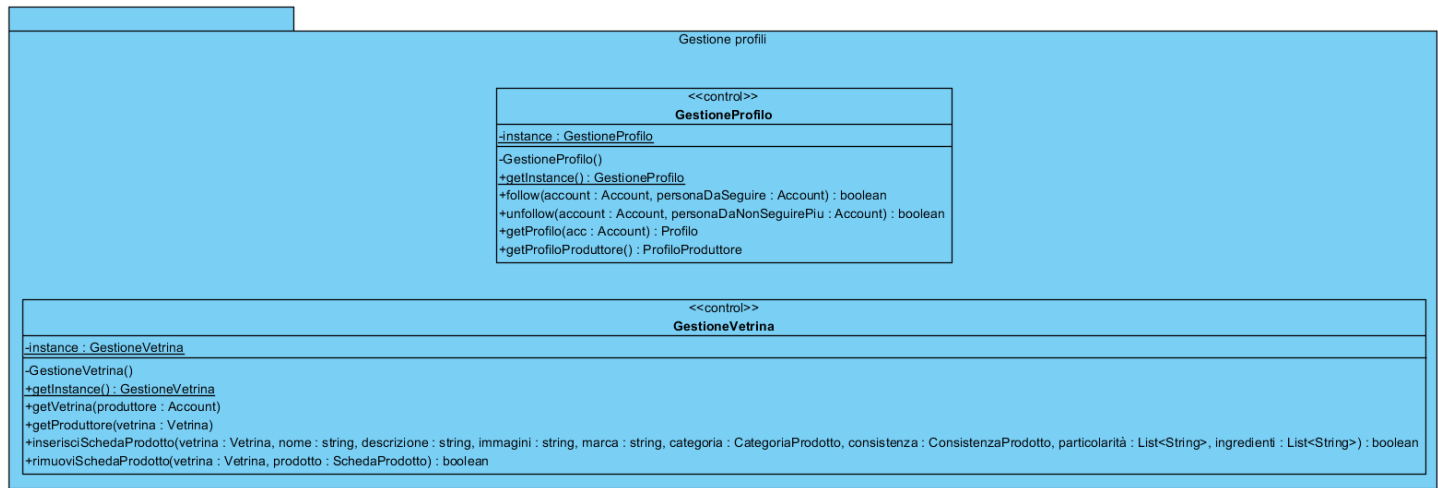 Gestione profili
<<control>>
GestioneProfilo
-instance : GestioneProfilo
-GestioneProfilo()
+getInstance() : GestioneProfilo
+follow(account : Account, personaDaSeguire : Account) : boolean
+unfollow(account : Account, personaDaNonSeguirePiu : Account) : boolean
+getProfilo(acc : Account) : Profilo
+getProfiloProduttore() : ProfiloProduttore
<<control>>
GestioneVetrina
-instance : GestioneVetrina
-GestioneVetrina()
+getInstance() : GestioneVetrina
+getVetrina(produttore : Account)
+getProduttore(vetrina : Vetrina)
+inserisciSchedaProdotto(vetrina : Vetrina, nome : string, descrizione : string, immagini : string, marca : string, categoria : CategoriaProdotto, consistenza : ConsistenzaProdotto, particolarità : List<String>, ingredienti : List<String>) : boolean
+rimuoviSchedaProdotto(vetrina : Vetrina, prodotto : SchedaProdotto) : boolean